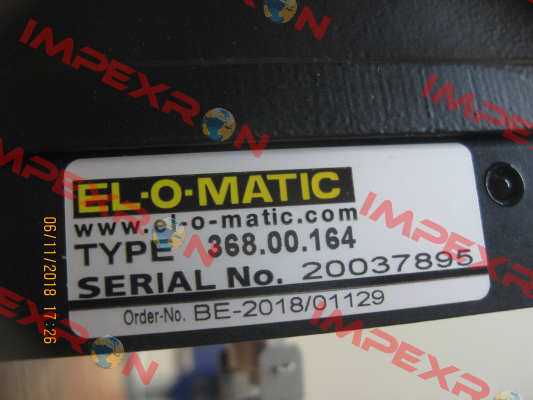 EL-O-MATIC
www.el-o-matic.com
TYPE 368.00.164
SERIAL No. 20037895
Order-No. BE-2018/01129
06/11/2018 17:26
IMPEXRON
IMPEXRON
IMPEXRON
IMPEXRON
IMPEXRON